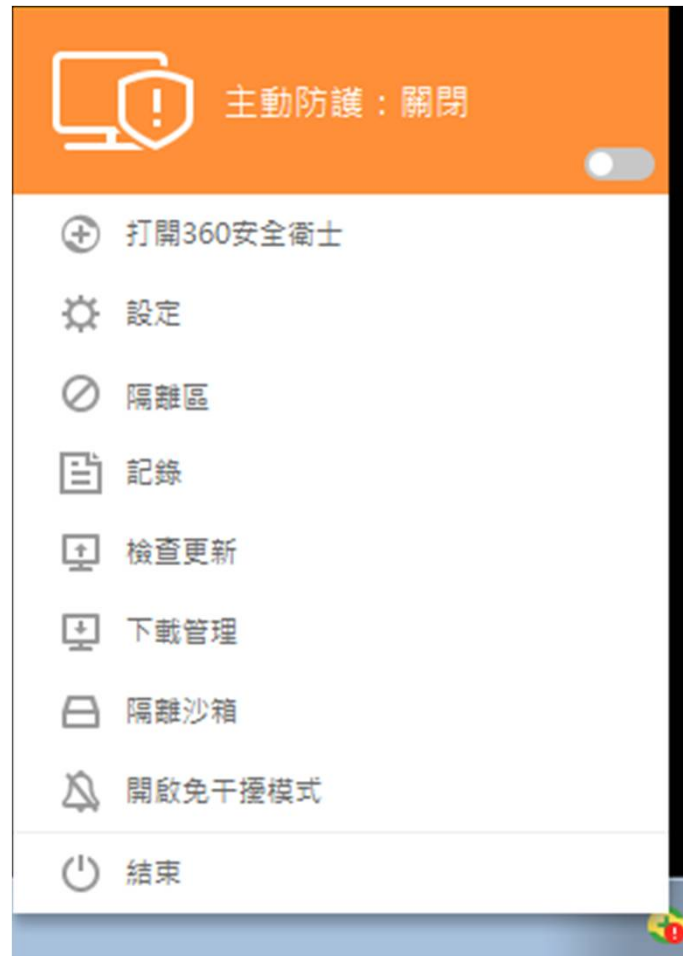 主動防護：關閉
打開360安全衛士
設定
隔離區
記錄
檢查更新
下載管理
隔離沙箱
開啟免干擾模式
結束